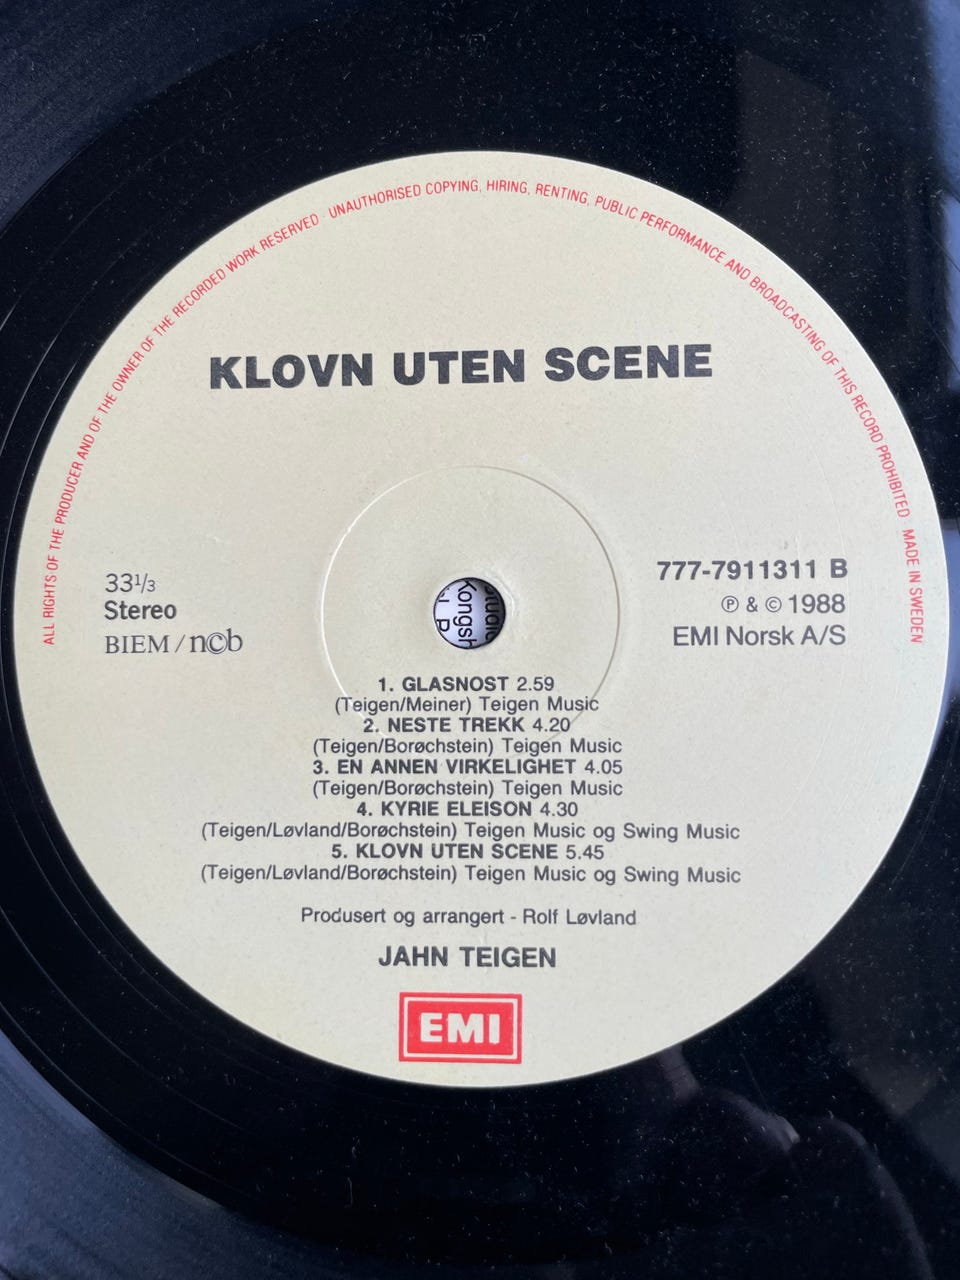 ALL RIGHTS OF THE PRODUCER AND OF THE OWNER OF THE RECORDED WORK RESERVED · UNAUTHORISED COPYING, HIRING, RENTING, PUBLIC PERFORMANCE AND BROADCASTING OF THIS RECORD PROHIBITED · MADE IN SWEDEN
KLOVN UTEN SCENE
33⅓
Stereo
BIEM / n©b
777-7911311 B
℗ & © 1988
EMI Norsk A/S
Kongsh
1. GLASNOST 2.59
(Teigen/Meiner) Teigen Music
2. NESTE TREKK 4.20
(Teigen/Borøchstein) Teigen Music
3. EN ANNEN VIRKELIGHET 4.05
(Teigen/Borøchstein) Teigen Music
4. KYRIE ELEISON 4.30
(Teigen/Løvland/Borøchstein) Teigen Music og Swing Music
5. KLOVN UTEN SCENE 5.45
(Teigen/Løvland/Borøchstein) Teigen Music og Swing Music
Produsert og arrangert - Rolf Løvland
JAHN TEIGEN
EMI